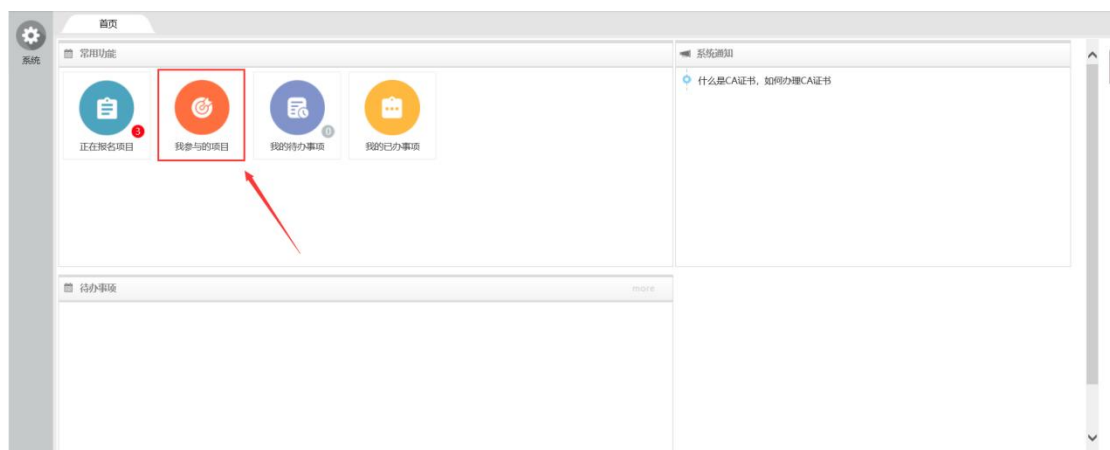 首页
系统
常用功能
3
0
正在报名项目
我参与的项目
我的待办事项
我的已办事项
系统通知
什么是CA证书，如何办理CA证书
待办事项
more